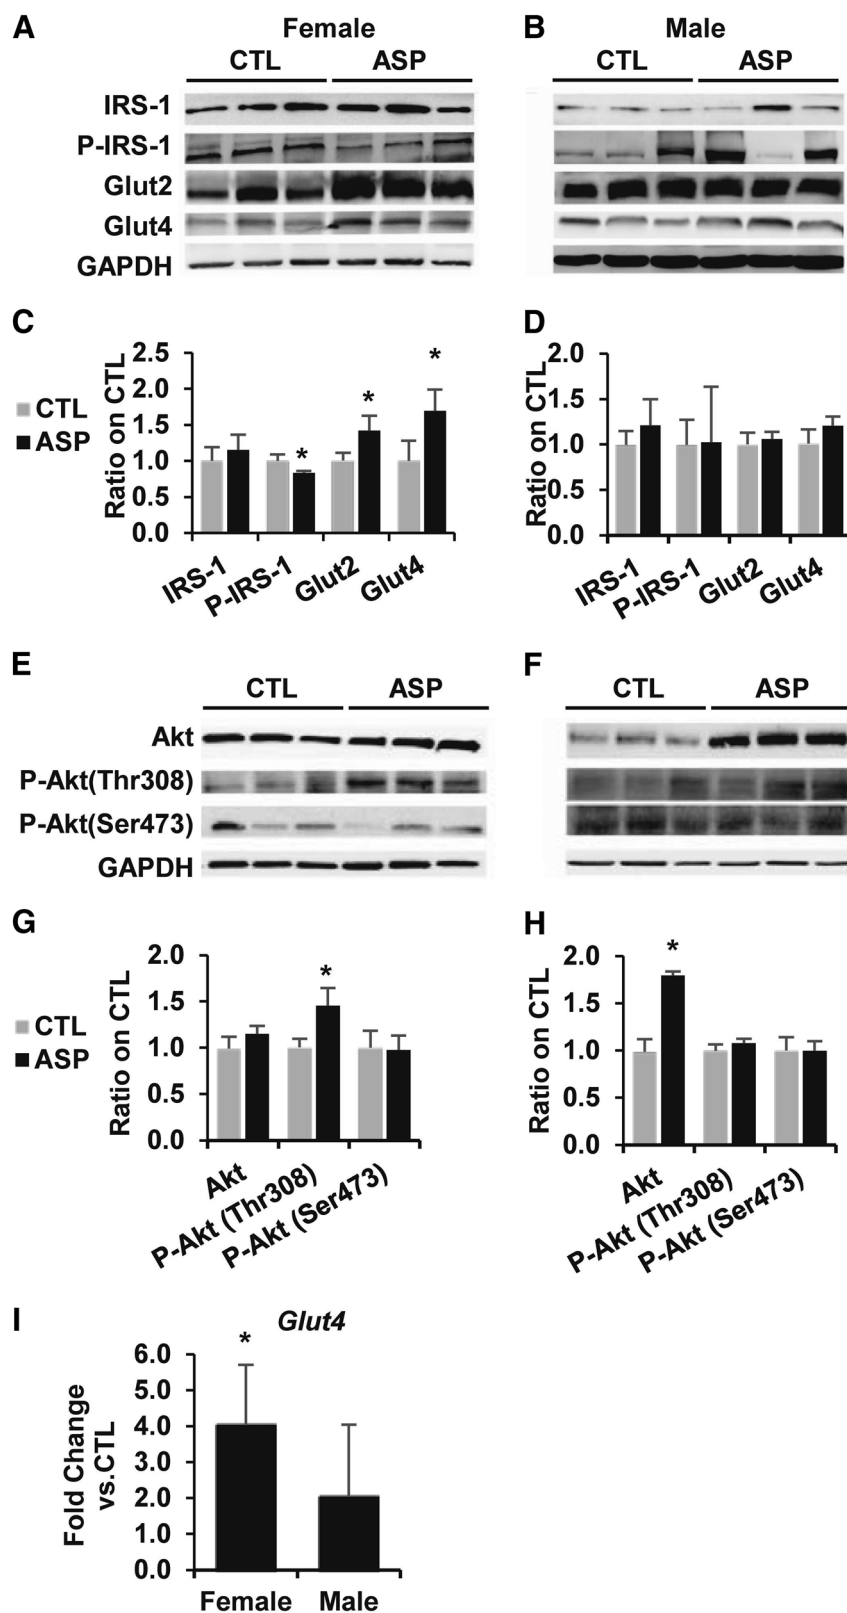 A Female B Male
CTL ASP CTL ASP
IRS-1
P-IRS-1
Glut2
Glut4
GAPDH
C
2.5
2.0
1.5
1.0
0.5
0.0
Ratio on CTL
CTL
ASP
* * *
IRS-1 P-IRS-1 Glut2 Glut4
D
2.0
1.5
1.0
0.5
0.0
Ratio on CTL
IRS-1 P-IRS-1 Glut2 Glut4
E F
CTL ASP CTL ASP
Akt
P-Akt(Thr308)
P-Akt(Ser473)
GAPDH
G
2.0
1.5
1.0
0.5
0.0
Ratio on CTL
CTL
ASP
*
Akt P-Akt (Thr308) P-Akt (Ser473)
H
2.0
1.5
1.0
0.5
0.0
Ratio on CTL
*
Akt P-Akt (Thr308) P-Akt (Ser473)
I Glut4
*
6.0
5.0
4.0
3.0
2.0
1.0
0.0
Fold Change
vs.CTL
Female Male